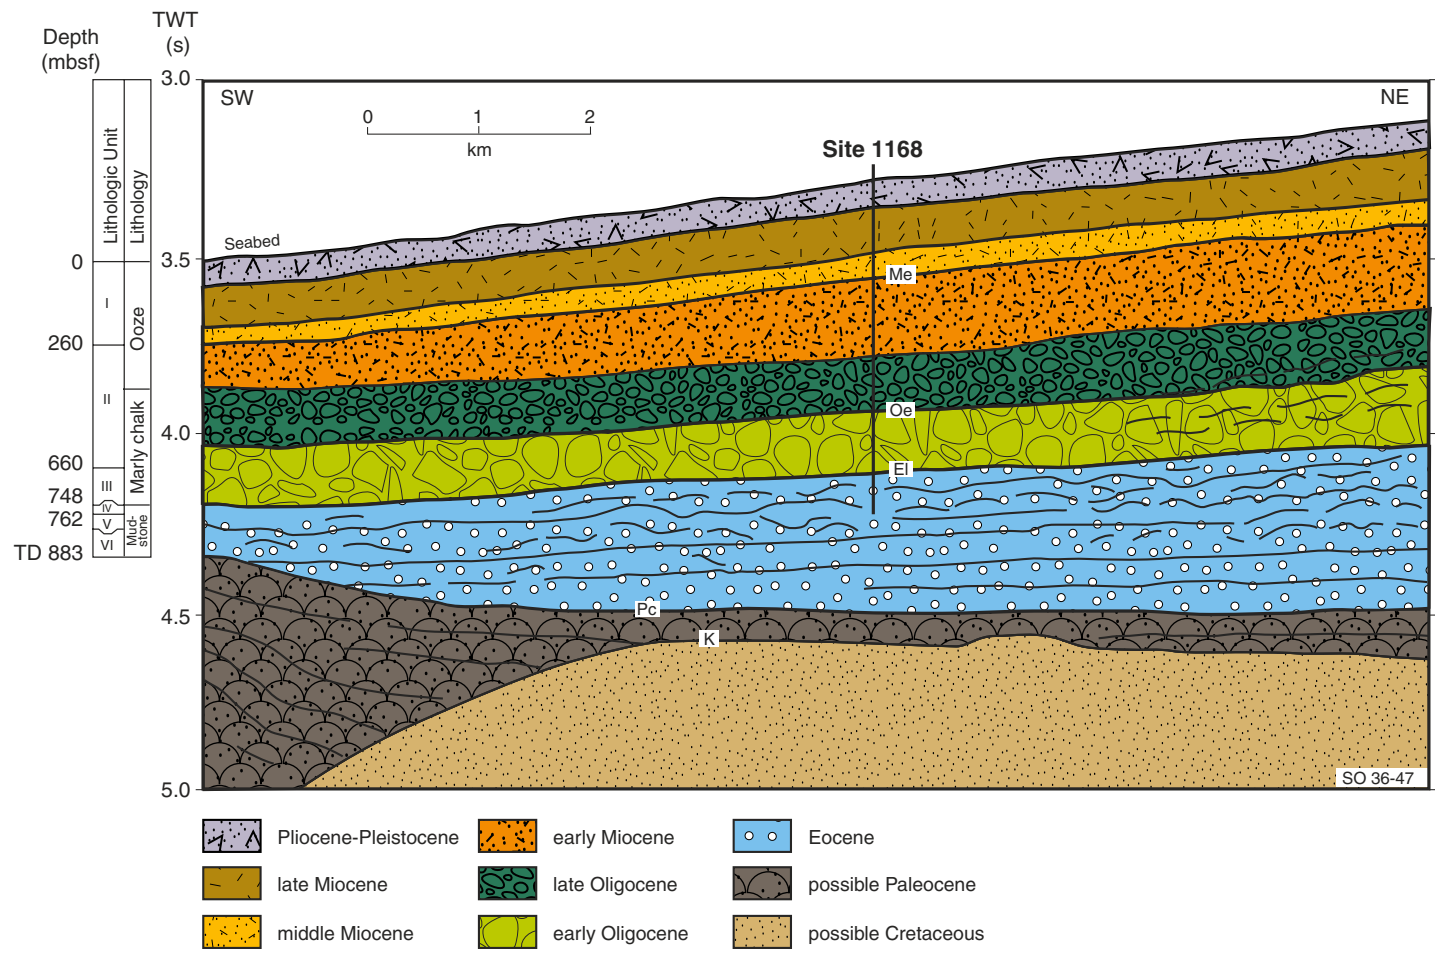 Depth
(mbsf)
TWT
(s)
3.0
SW
NE
0
1
2
km
Site 1168
Lithologic Unit
Lithology
Seabed
0
3.5
Me
I
Ooze
260
II
Oe
4.0
Marly chalk
660
El
III
748
IV
762
V
Mud-
stone
VI
TD 883
Pc
4.5
K
SO 36-47
5.0
Pliocene-Pleistocene
early Miocene
Eocene
late Miocene
late Oligocene
possible Paleocene
middle Miocene
early Oligocene
possible Cretaceous